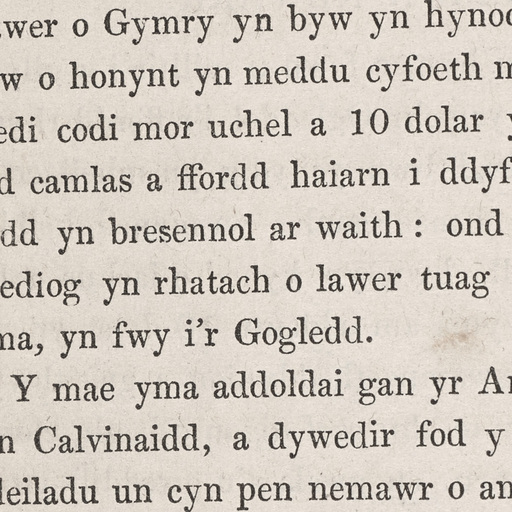 wer o Gymry yn byw yn hynod
w o honynt yn meddu cyfoeth
edi codi mor uchel a 10 dolar
d camlas a ffordd haiarn i ddyf
dd yn bresennol ar waith : ond
ediog yn rhatach o lawer tuag
ma, yn fwy i'r Gogledd.
Y mae yma addoldai gan yr
n Calvinaidd, a dywedir fod y
deiladu un cyn pen nemawr o an